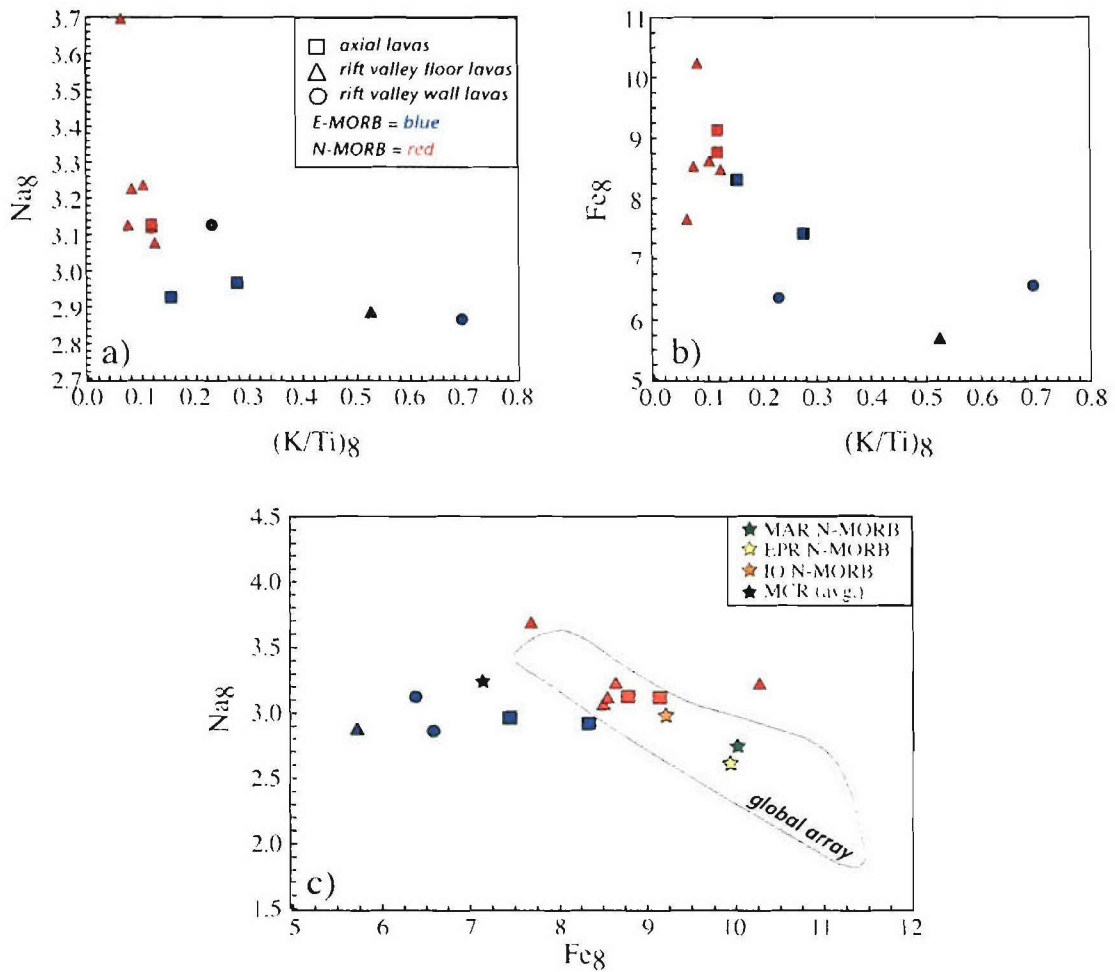 3.7
3.6
3.5
3.4
3.3
3.2
3.1
3.0
2.9
2.8
2.7
Na8
axial lavas
rift valley floor lavas
rift valley wall lavas
E-MORB = blue
N-MORB = red
a)
0.0 0.1 0.2 0.3 0.4 0.5 0.6 0.7 0.8
(K/Ti)8
11
10
9
8
7
6
5
Fe8
b)
0.0 0.1 0.2 0.3 0.4 0.5 0.6 0.7 0.8
(K/Ti)8
4.5
4.0
3.5
3.0
2.5
2.0
1.5
Na8
MAR N-MORB
EPR N-MORB
IO N-MORB
MCR (avg.)
global array
c)
5 6 7 8 9 10 11 12
Fe8